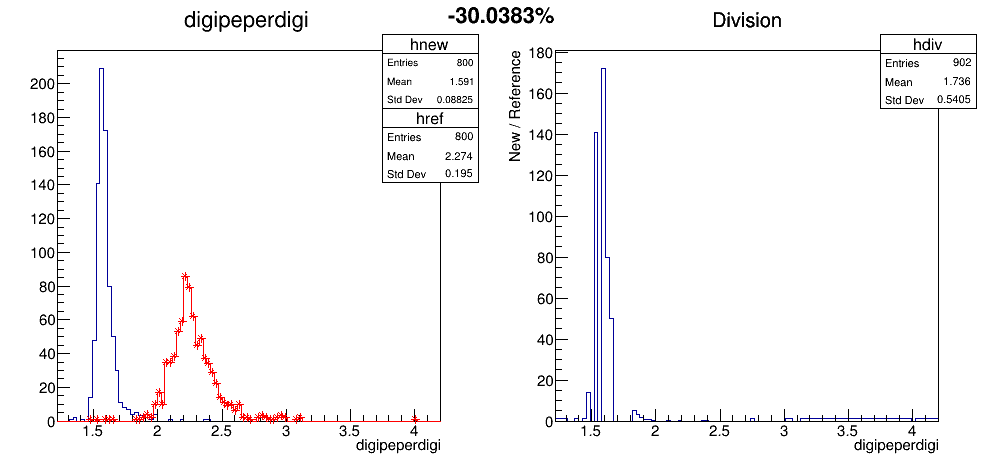 digipeperdigi
-30.0383%
Division
hnew
Entries 800
Mean 1.591
Std Dev 0.08825
href
Entries 800
Mean 2.274
Std Dev 0.195
200
180
160
140
120
100
80
60
40
20
0
1.5 2 2.5 3 3.5 4
digipeperdigi
hdiv
Entries 902
Mean 1.736
Std Dev 0.5405
New / Reference
180
160
140
120
100
80
60
40
20
0
1.5 2 2.5 3 3.5 4
digipeperdigi